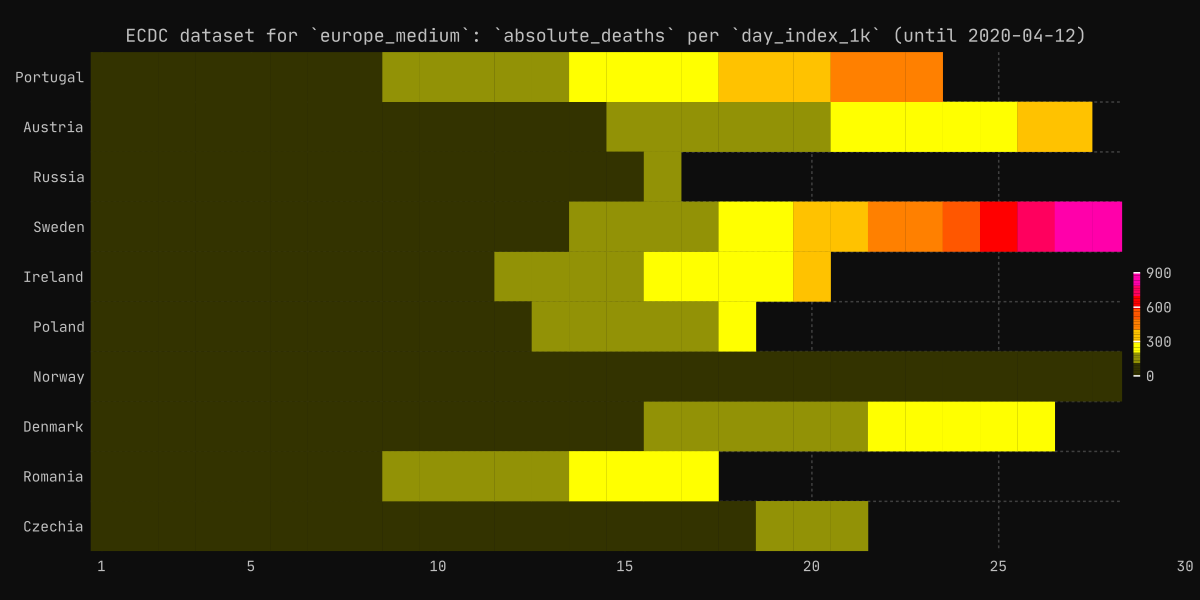 ECDC dataset for `europe_medium`: `absolute_deaths` per `day_index_1k` (until 2020-04-12)
Portugal
Austria
Russia
Sweden
Ireland
Poland
Norway
Denmark
Romania
Czechia
900
600
300
0
1 5 10 15 20 25 30